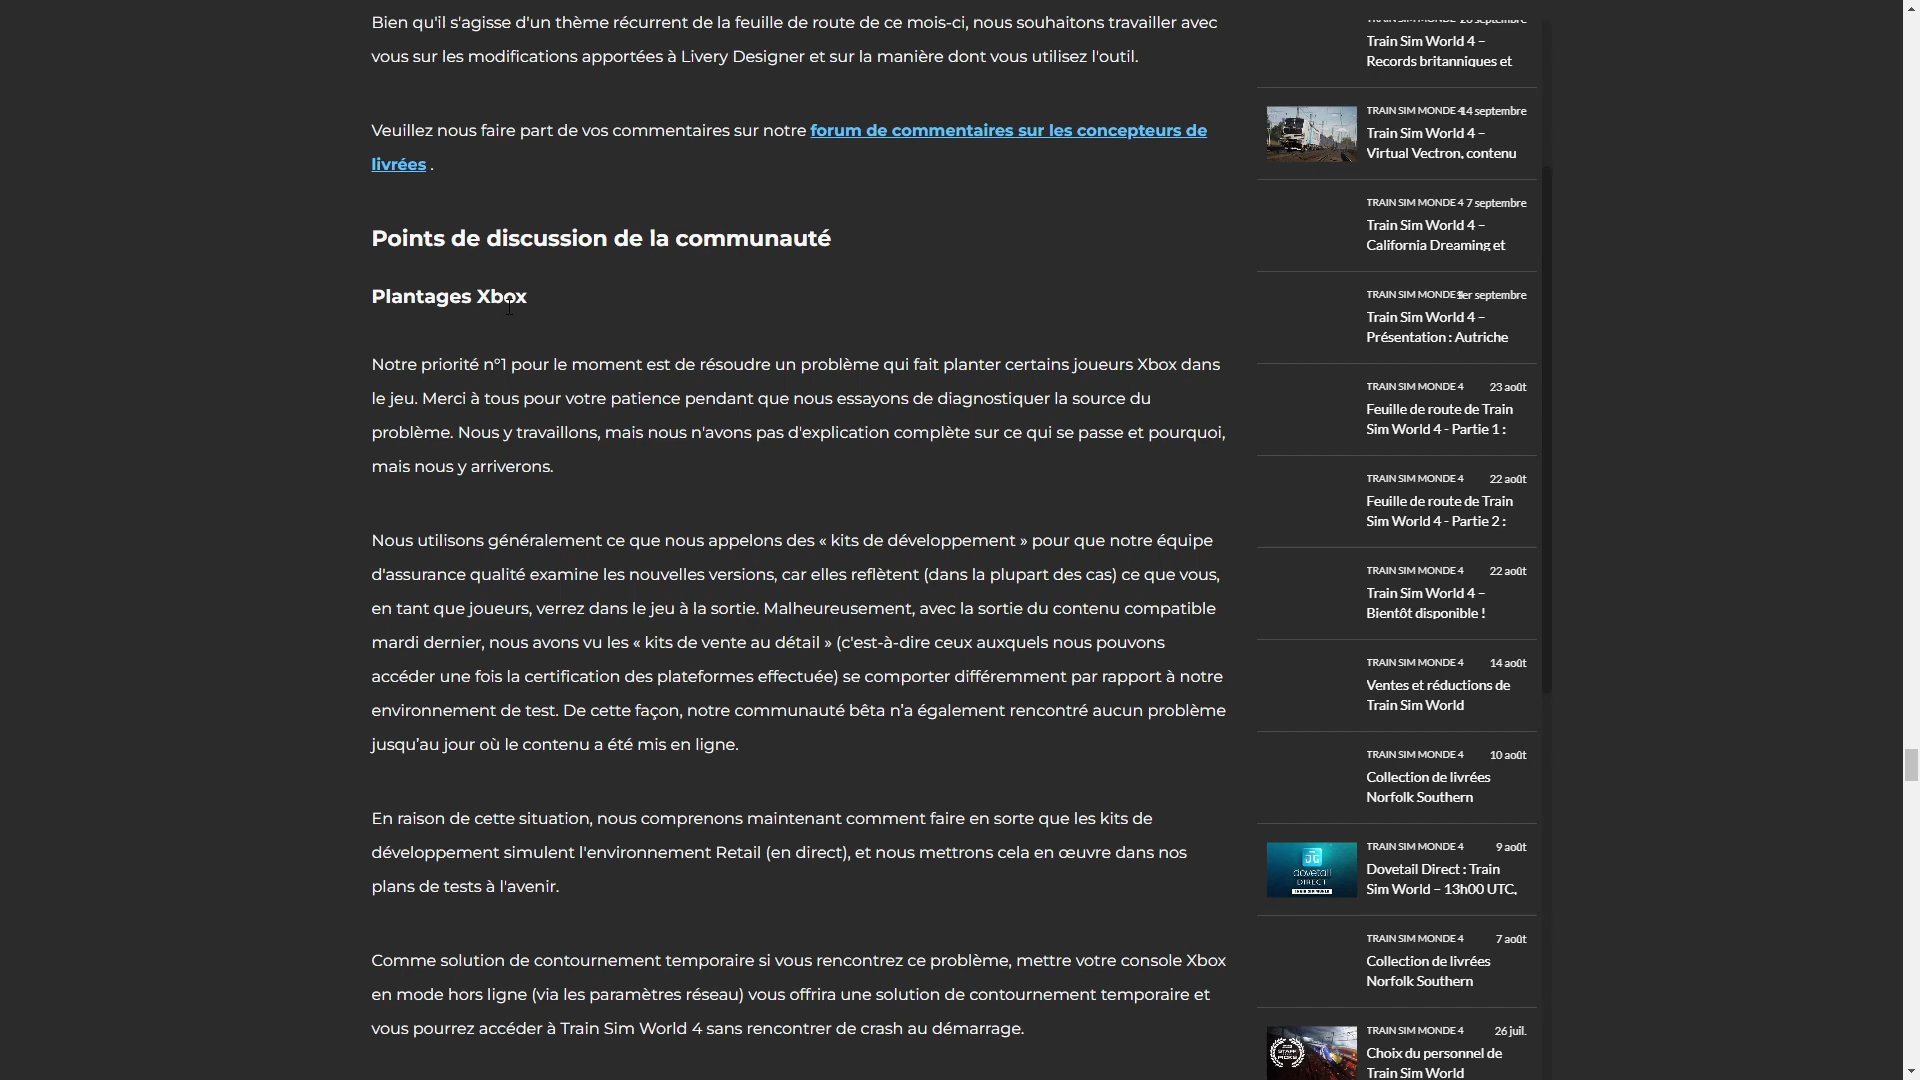 Bien qu'il s'agisse d'un thème récurrent de la feuille de route de ce mois-ci, nous souhaitons travailler avec
vous sur les modifications apportées à Livery Designer et sur la manière dont vous utilisez l'outil.
Veuillez nous faire part de vos commentaires sur notre forum de commentaires sur les concepteurs de
livrées .
Points de discussion de la communauté
Plantages Xbox
Notre priorité n°1 pour le moment est de résoudre un problème qui fait planter certains joueurs Xbox dans
le jeu. Merci à tous pour votre patience pendant que nous essayons de diagnostiquer la source du
problème. Nous y travaillons, mais nous n'avons pas d'explication complète sur ce qui se passe et pourquoi,
mais nous y arriverons.
Nous utilisons généralement ce que nous appelons des « kits de développement » pour que notre équipe
d'assurance qualité examine les nouvelles versions, car elles reflètent (dans la plupart des cas) ce que vous,
en tant que joueurs, verrez dans le jeu à la sortie. Malheureusement, avec la sortie du contenu compatible
mardi dernier, nous avons vu les « kits de vente au détail » (c'est-à-dire ceux auxquels nous pouvons
accéder une fois la certification des plateformes effectuée) se comporter différemment par rapport à notre
environnement de test. De cette façon, notre communauté bêta n’a également rencontré aucun problème
jusqu’au jour où le contenu a été mis en ligne.
En raison de cette situation, nous comprenons maintenant comment faire en sorte que les kits de
développement simulent l'environnement Retail (en direct), et nous mettrons cela en œuvre dans nos
plans de tests à l'avenir.
Comme solution de contournement temporaire si vous rencontrez ce problème, mettre votre console Xbox
en mode hors ligne (via les paramètres réseau) vous offrira une solution de contournement temporaire et
vous pourrez accéder à Train Sim World 4 sans rencontrer de crash au démarrage.
Train Sim World 4 –
Records britanniques et
TRAIN SIM MONDE 4 14 septembre
Train Sim World 4 –
Virtual Vectron, contenu
TRAIN SIM MONDE 4 7 septembre
Train Sim World 4 –
California Dreaming et
TRAIN SIM MONDE 4 1er septembre
Train Sim World 4 –
Présentation : Autriche
TRAIN SIM MONDE 4 23 août
Feuille de route de Train
Sim World 4 - Partie 1 :
TRAIN SIM MONDE 4 22 août
Feuille de route de Train
Sim World 4 - Partie 2 :
TRAIN SIM MONDE 4 22 août
Train Sim World 4 –
Bientôt disponible !
TRAIN SIM MONDE 4 14 août
Ventes et réductions de
Train Sim World
TRAIN SIM MONDE 4 10 août
Collection de livrées
Norfolk Southern
dovetail
DIRECT
TRAIN SIM MONDE 4 9 août
Dovetail Direct : Train
Sim World – 13h00 UTC,
TRAIN SIM MONDE 4 7 août
Collection de livrées
Norfolk Southern
STAFF
PICKS
TRAIN SIM MONDE 4 26 juil.
Choix du personnel de
Train Sim World